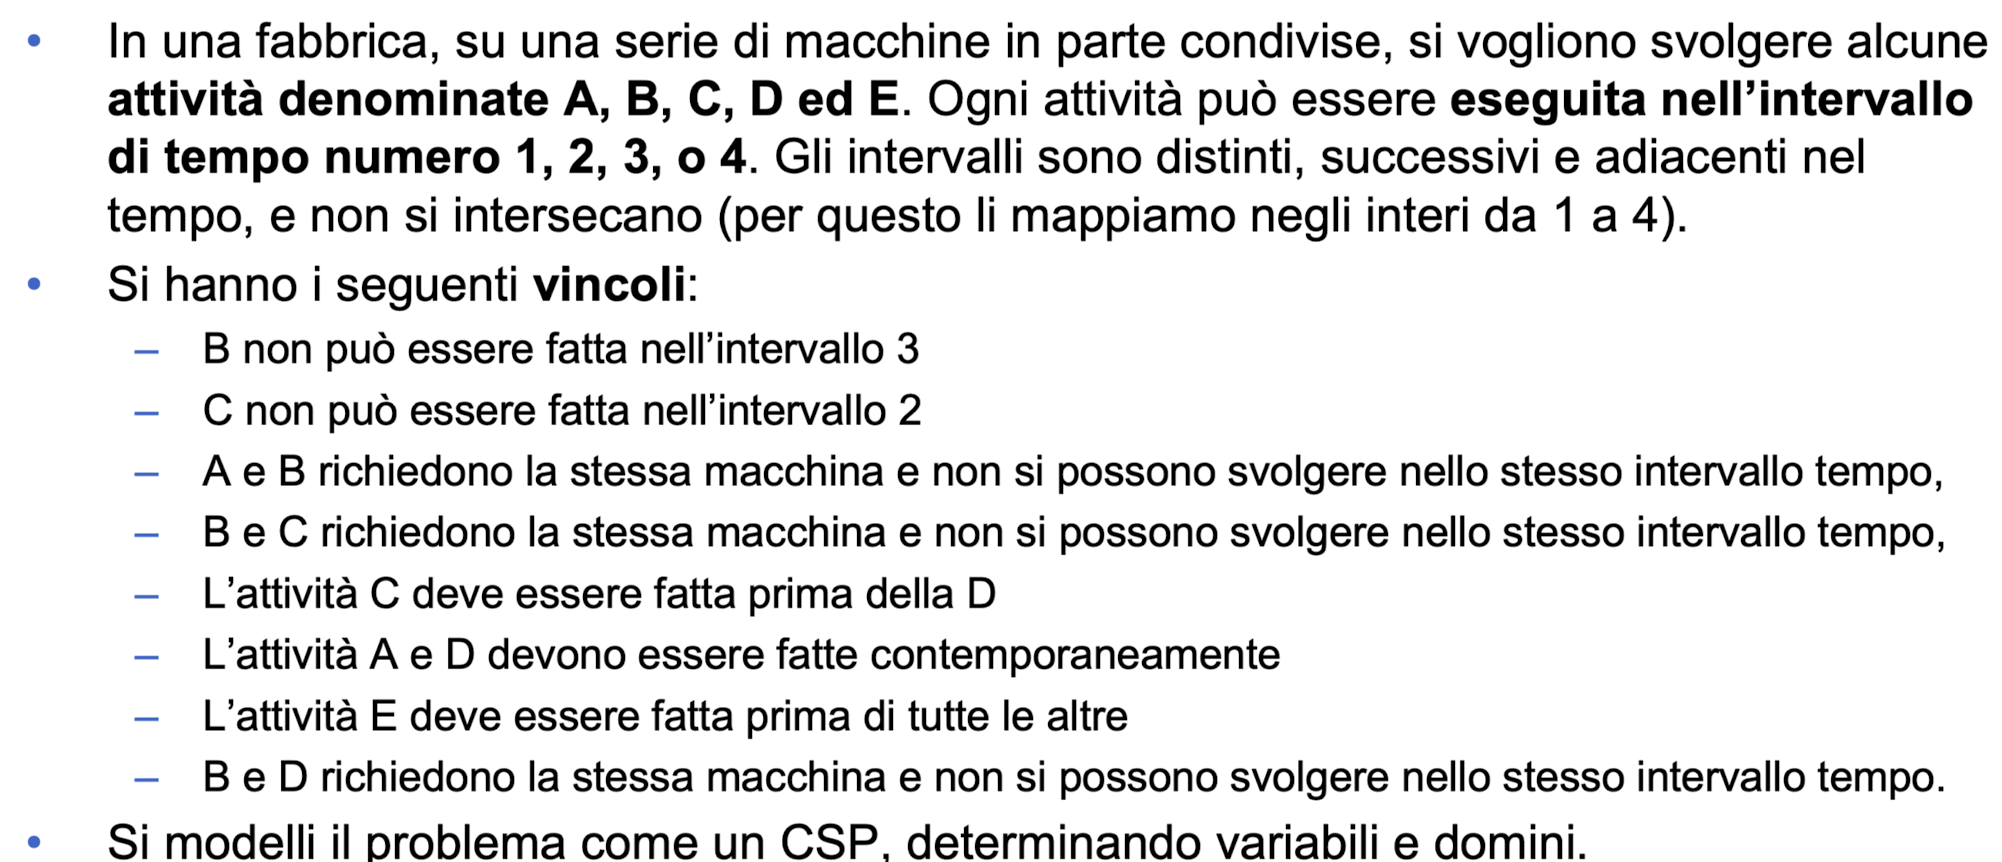 • In una fabbrica, su una serie di macchine in parte condivise, si vogliono svolgere alcune
attività denominate A, B, C, D ed E. Ogni attività può essere eseguita nell’intervallo
di tempo numero 1, 2, 3, o 4. Gli intervalli sono distinti, successivi e adiacenti nel
tempo, e non si intersecano (per questo li mappiamo negli interi da 1 a 4).
• Si hanno i seguenti vincoli:
– B non può essere fatta nell’intervallo 3
– C non può essere fatta nell’intervallo 2
– A e B richiedono la stessa macchina e non si possono svolgere nello stesso intervallo tempo,
– B e C richiedono la stessa macchina e non si possono svolgere nello stesso intervallo tempo,
– L’attività C deve essere fatta prima della D
– L’attività A e D devono essere fatte contemporaneamente
– L’attività E deve essere fatta prima di tutte le altre
– B e D richiedono la stessa macchina e non si possono svolgere nello stesso intervallo tempo.
• Si modelli il problema come un CSP, determinando variabili e domini.